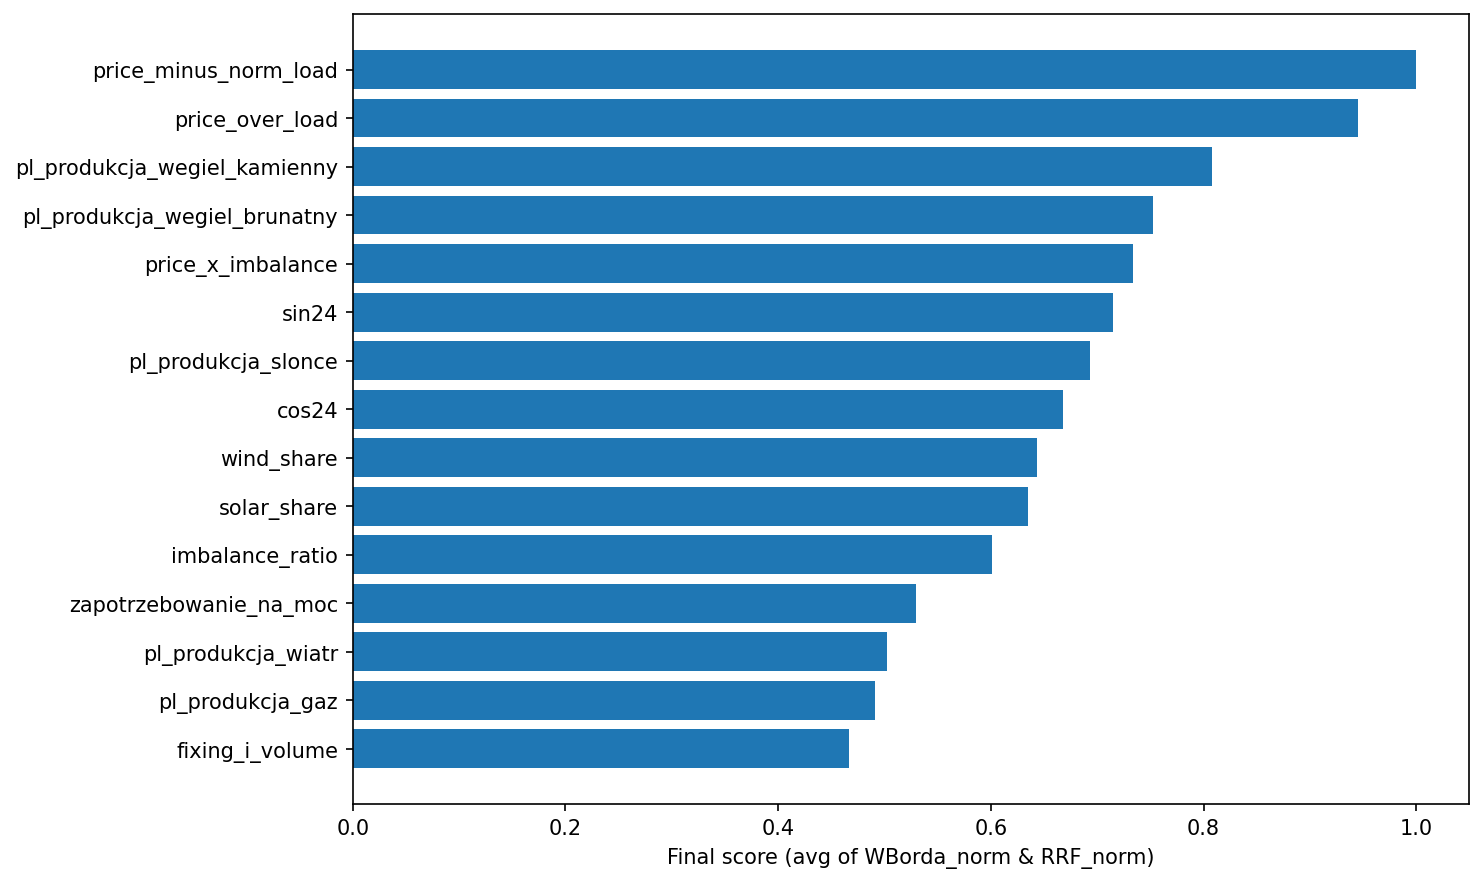 price_minus_norm_load
price_over_load
pl_produkcja_wegiel_kamienny
pl_produkcja_wegiel_brunatny
price_x_imbalance
sin24
pl_produkcja_slonce
cos24
wind_share
solar_share
imbalance_ratio
zapotrzebowanie_na_moc
pl_produkcja_wiatr
pl_produkcja_gaz
fixing_i_volume
0.0 0.2 0.4 0.6 0.8 1.0
Final score (avg of WBorda_norm & RRF_norm)